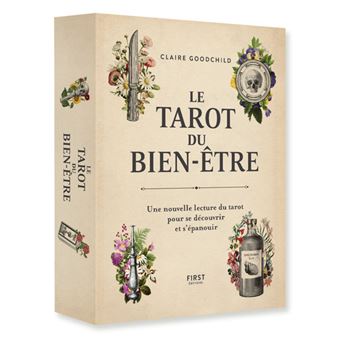 CLAIRE GOODCHILD
LE
TAROT
DU
BIEN-ÊTRE
Une nouvelle lecture du tarot
pour se découvrir
et s'épanouir
FIRST
ÉDITIONS
LE
TAROT
DU
BIEN-ÊTRE